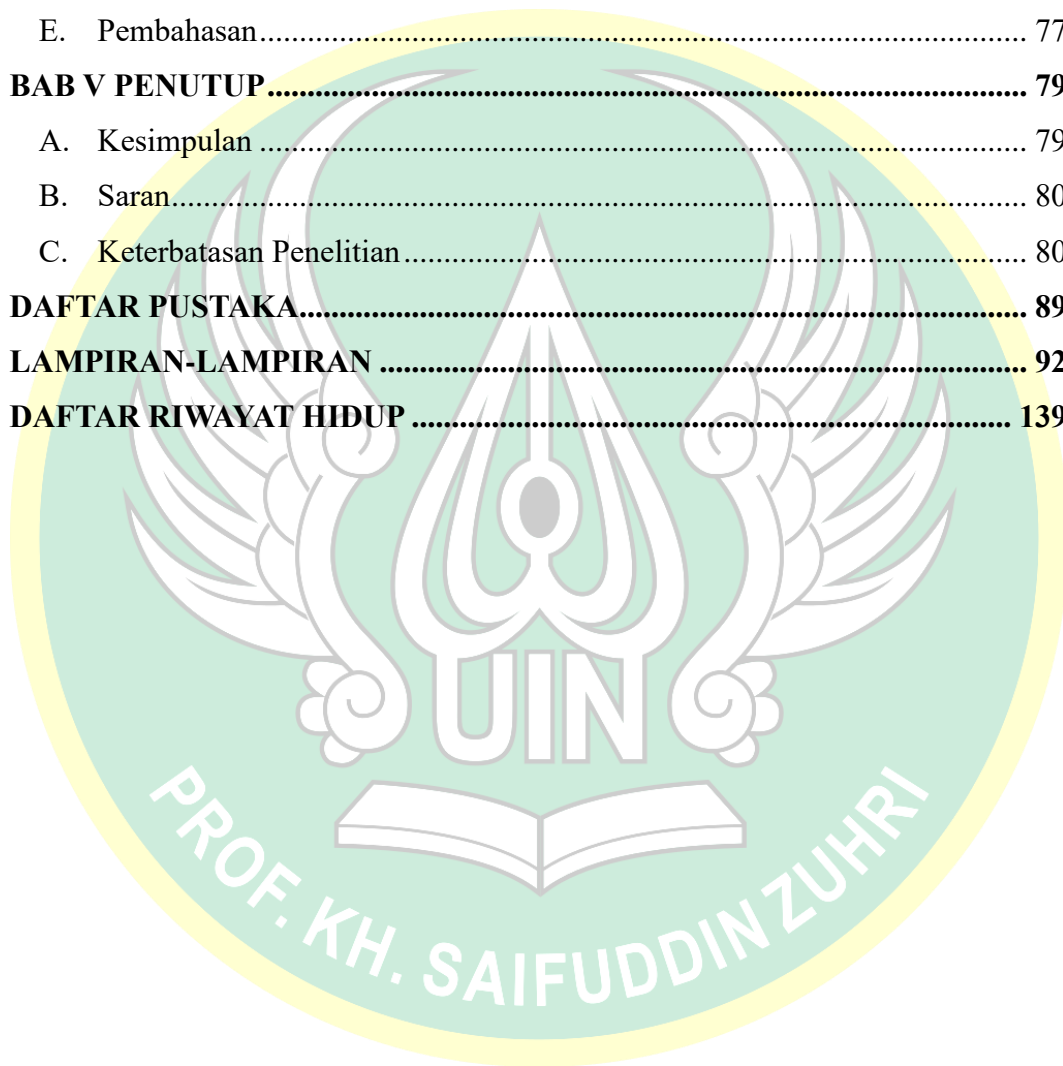 E. Pembahasan........................................................................................................ 77
BAB V PENUTUP................................................................................................ 79
A. Kesimpulan ....................................................................................................... 79
B. Saran.................................................................................................................. 80
C. Keterbatasan Penelitian..................................................................................... 80
DAFTAR PUSTAKA............................................................................................ 89
LAMPIRAN-LAMPIRAN .................................................................................. 92
DAFTAR RIWAYAT HIDUP ........................................................................... 139
UIN
PROF. KH. SAIFUDDIN ZUHRI